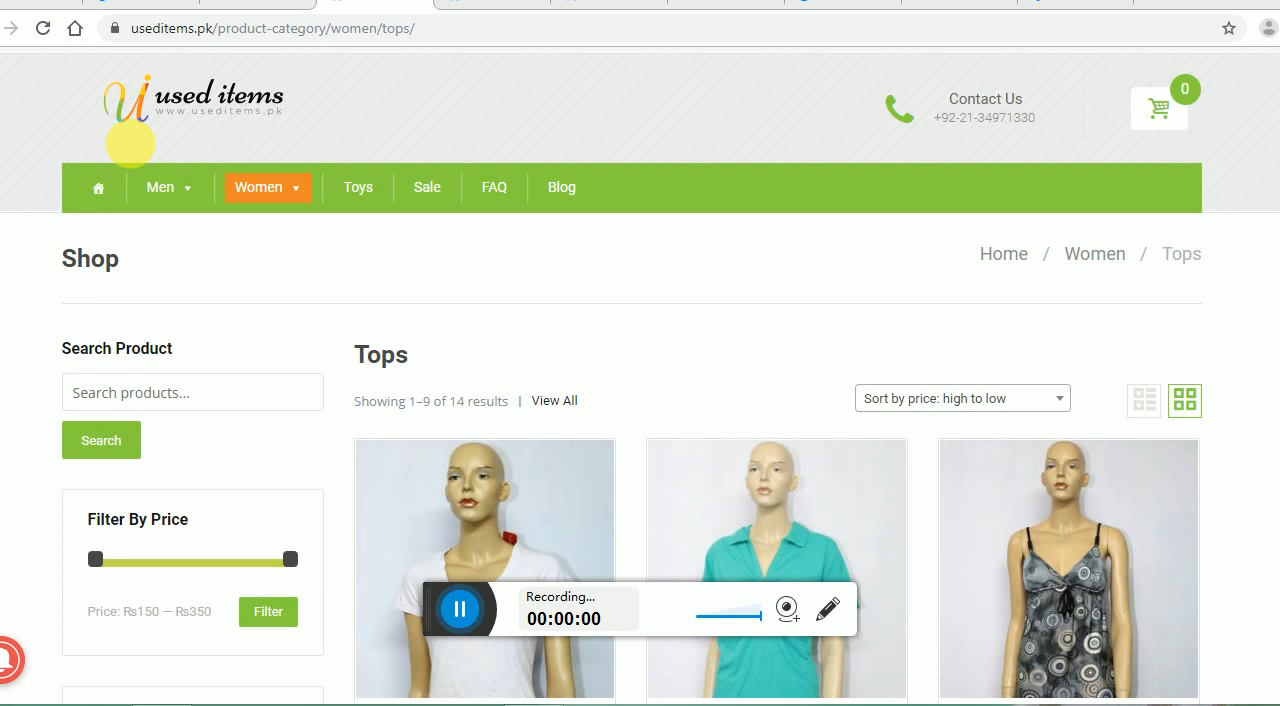 useditems.pk/product-category/women/tops/
used items
www.useditems.pk
Contact Us
+92-21-34971330
0
Men
Women
Toys
Sale
FAQ
Blog
Shop
Home / Women / Tops
Search Product
Search products...
Search
Tops
Showing 1–9 of 14 results | View All
Sort by price: high to low
Filter By Price
Price: ₨150 — ₨350
Filter
Recording...
00:00:00